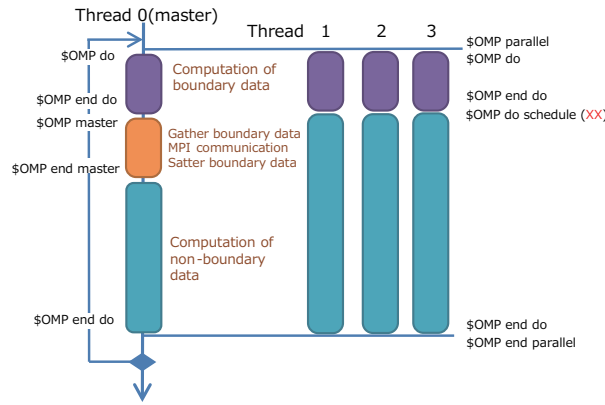 Thread 0(master)
Thread 1 2 3
$OMP parallel
$OMP do
$OMP do
Computation of
boundary data
$OMP end do
$OMP end do
$OMP master
$OMP do schedule (XX)
Gather boundary data
MPI communication
Satter boundary data
$OMP end master
Computation of
non-boundary
data
$OMP end do
$OMP end do
$OMP end parallel